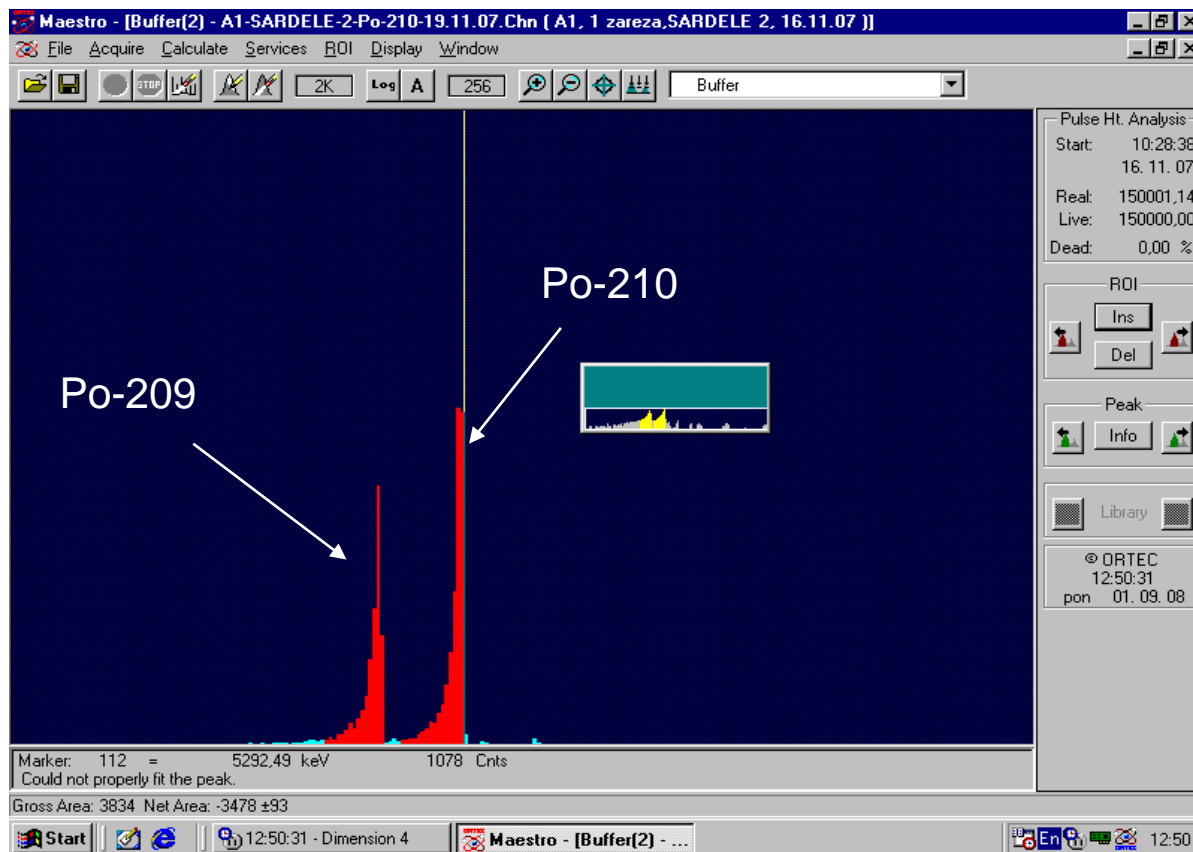 Maestro - [Buffer(2) - A1-SARDELE-2-Po-210-19.11.07.Chn ( A1, 1 zareza,SARDELE 2, 16.11.07 )]
File Acquire Calculate Services ROI Display Window
STOP 2K Log A 256 Buffer
Pulse Ht. Analysis
Start: 10:28:38
16. 11. 07
Real: 150001,14
Live: 150000,00
Dead: 0,00 %
ROI
Ins
Del
Peak
Info
Library
© ORTEC
12:50:31
pon 01. 09. 08
Po-210
Po-209
Marker: 112 = 5292,49 keV 1078 Cnts
Could not properly fit the peak.
Gross Area: 3834 Net Area: -3478 ±93
Start 12:50:31 - Dimension 4 Maestro - [Buffer(2) - ... En 12:50